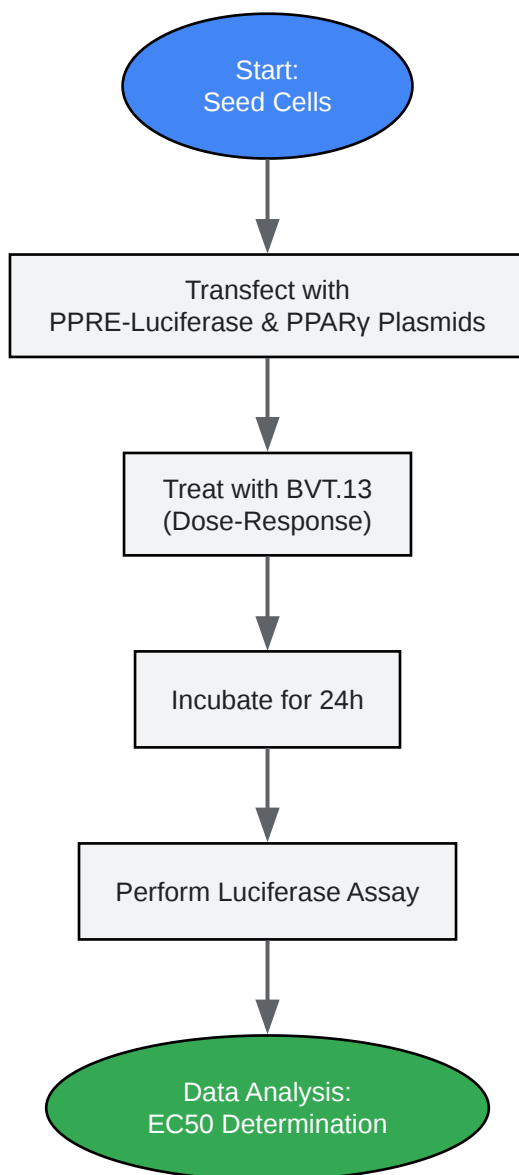 Start:
Seed Cells
Transfect with
PPRE-Luciferase & PPARγ Plasmids
Treat with BVT.13
(Dose-Response)
Incubate for 24h
Perform Luciferase Assay
Data Analysis:
EC50 Determination